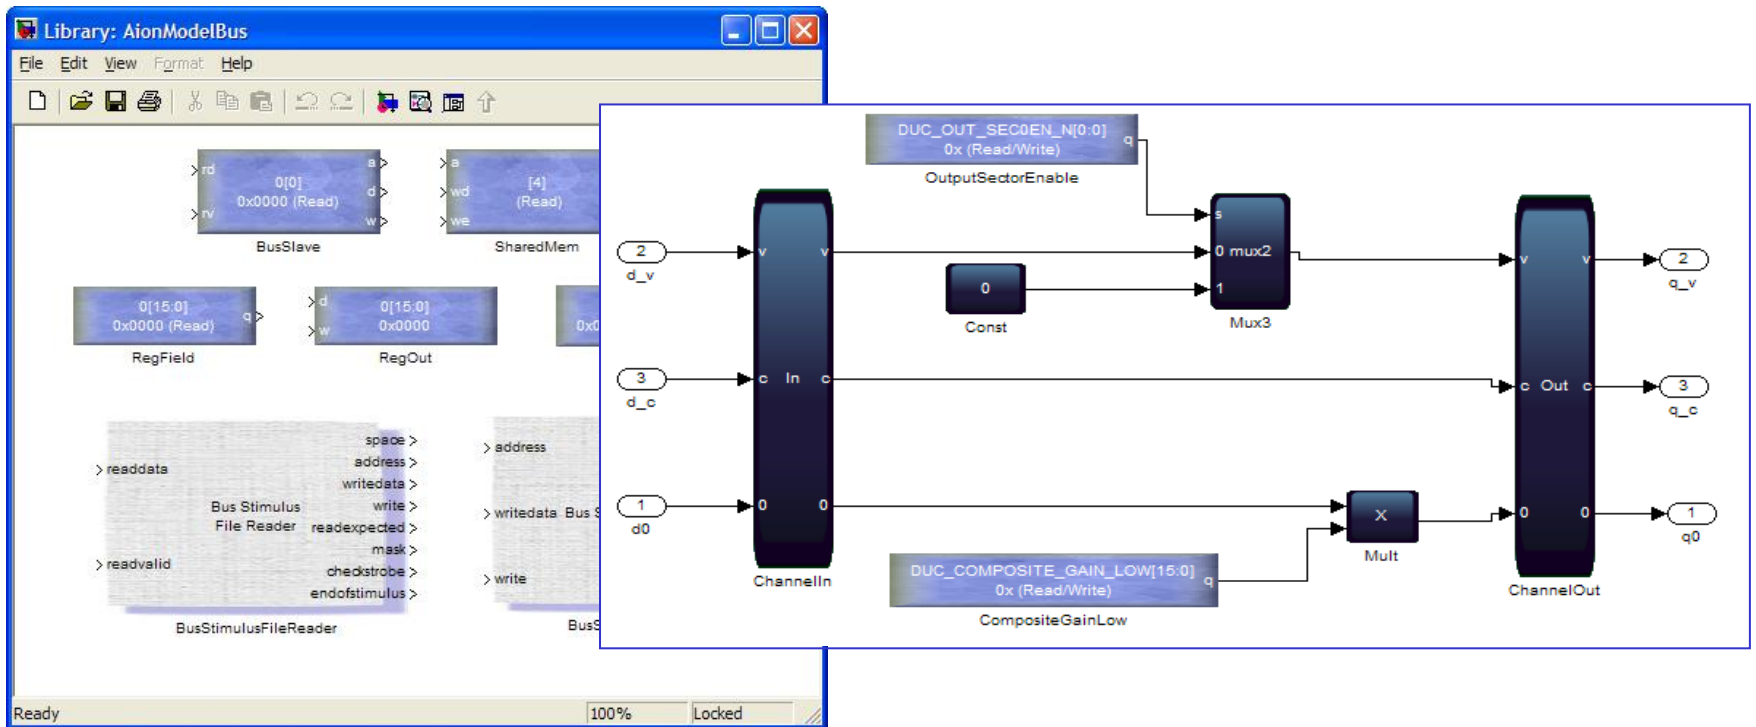 Library: AionModelBus
File Edit View Format Help
rd
rv
0[0]
0x0000 (Read)
a
d
w
BusSlave
a
wd
we
[4]
(Read)
SharedMem
0[15:0]
0x0000 (Read)
q
RegField
d
w
0[15:0]
0x0000
RegOut
readdata
readvalid
Bus Stimulus
File Reader
space
address
writedata
write
readexpected
mask
checkstrobe
endofstimulus
BusStimulusFileReader
address
writedata
write
Ready
100%
Locked
DUC_OUT_SEC0EN_N[0:0]
0x (Read/Write)
q
OutputSectorEnable
2
d_v
3
d_c
1
d0
v
c
0
In
v
c
0
ChannelIn
0
Const
s
0
1
mux2
Mux3
DUC_COMPOSITE_GAIN_LOW[15:0]
0x (Read/Write)
q
CompositeGainLow
X
Mult
v
c
0
Out
v
c
0
ChannelOut
2
q_v
3
q_c
1
q0